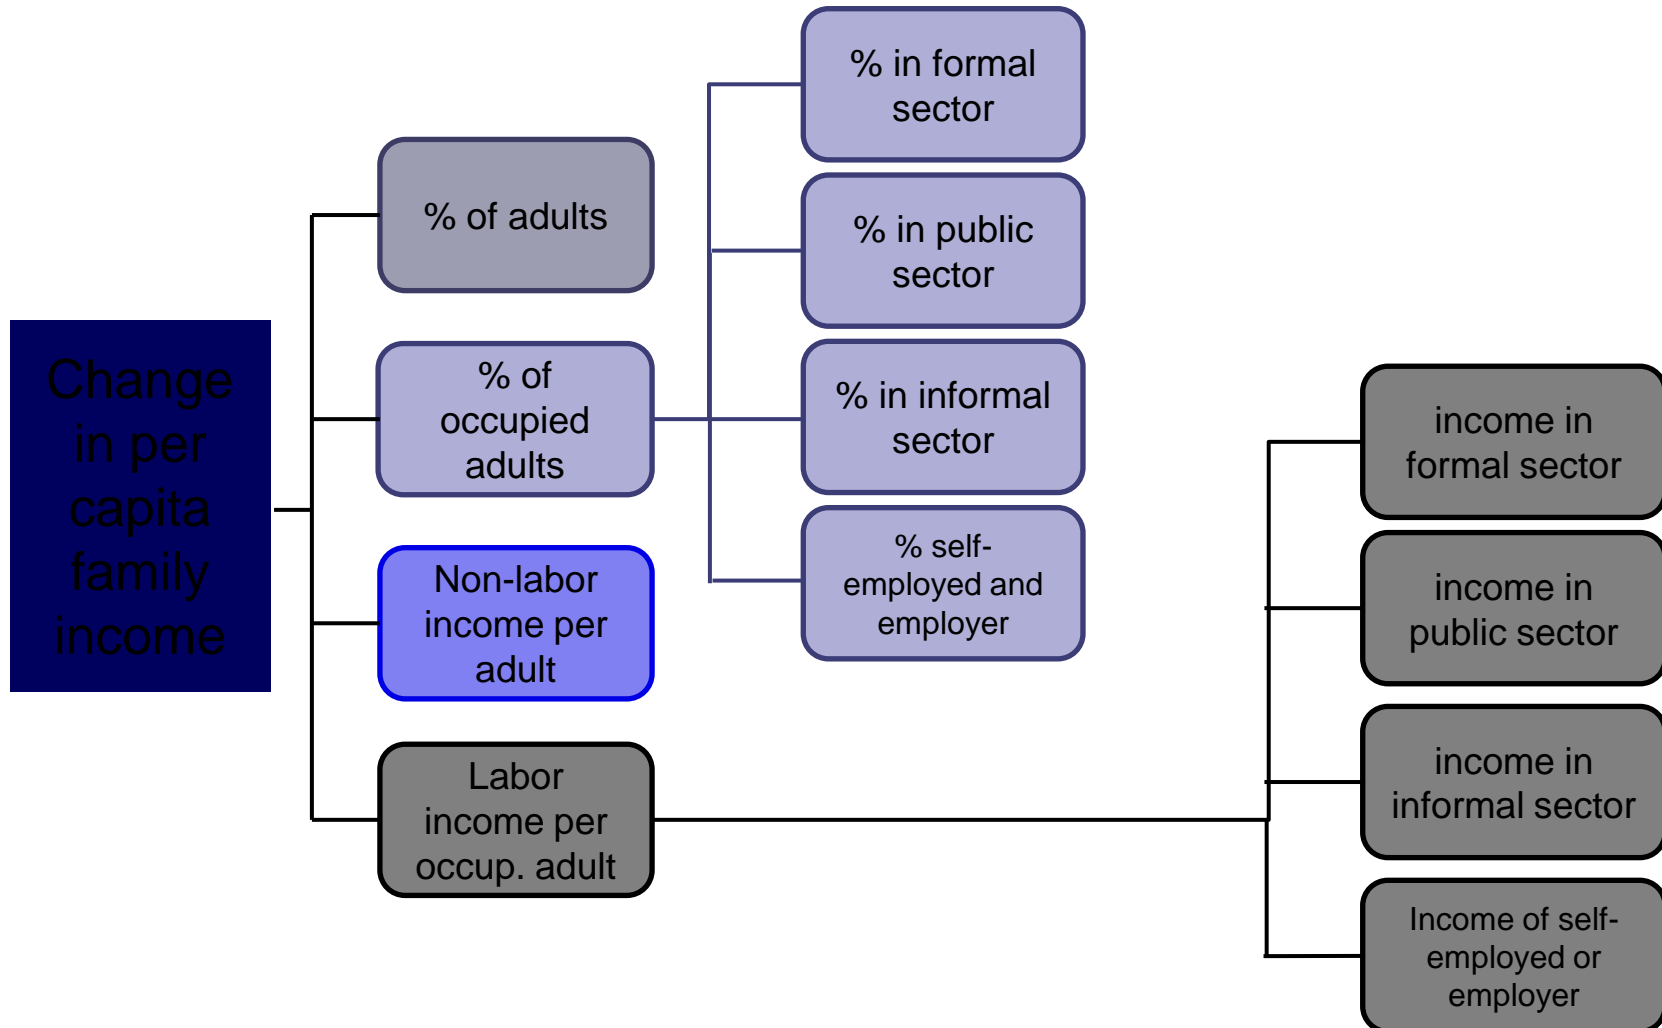 Change
in per
capita
family
income
% of adults
% of
occupied
adults
Non-labor
income per
adult
Labor
income per
occup. adult
% in formal
sector
% in public
sector
% in informal
sector
% self-
employed and
employer
income in
formal sector
income in
public sector
income in
informal sector
Income of self-
employed or
employer